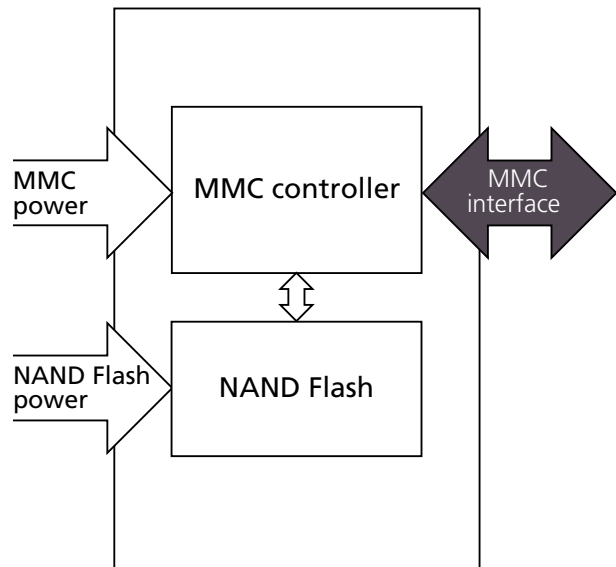 MMC
power
MMC controller
MMC
interface
NAND Flash
power
NAND Flash